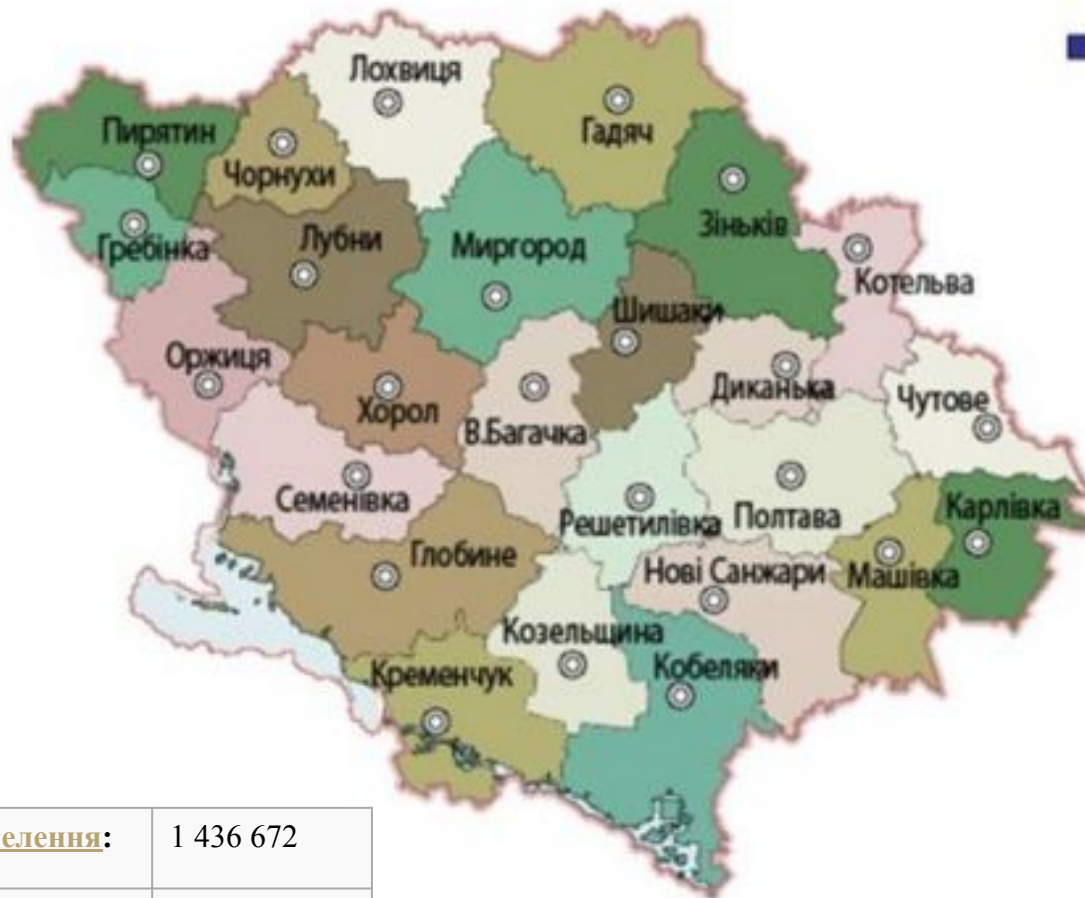 Лохвиця
Гадяч
Пирятин
Чорнухи
Зіньків
Гребінка
Лубни
Миргород
Котельва
Шишаки
Оржиця
Хорол
Диканька
Чутове
В.Багачка
Семенівка
Решетилівка
Полтава
Карлівка
Глобине
Нові Санжари
Машівка
Козельщина
Кременчук
Кобеляки
елення: 1 436 672